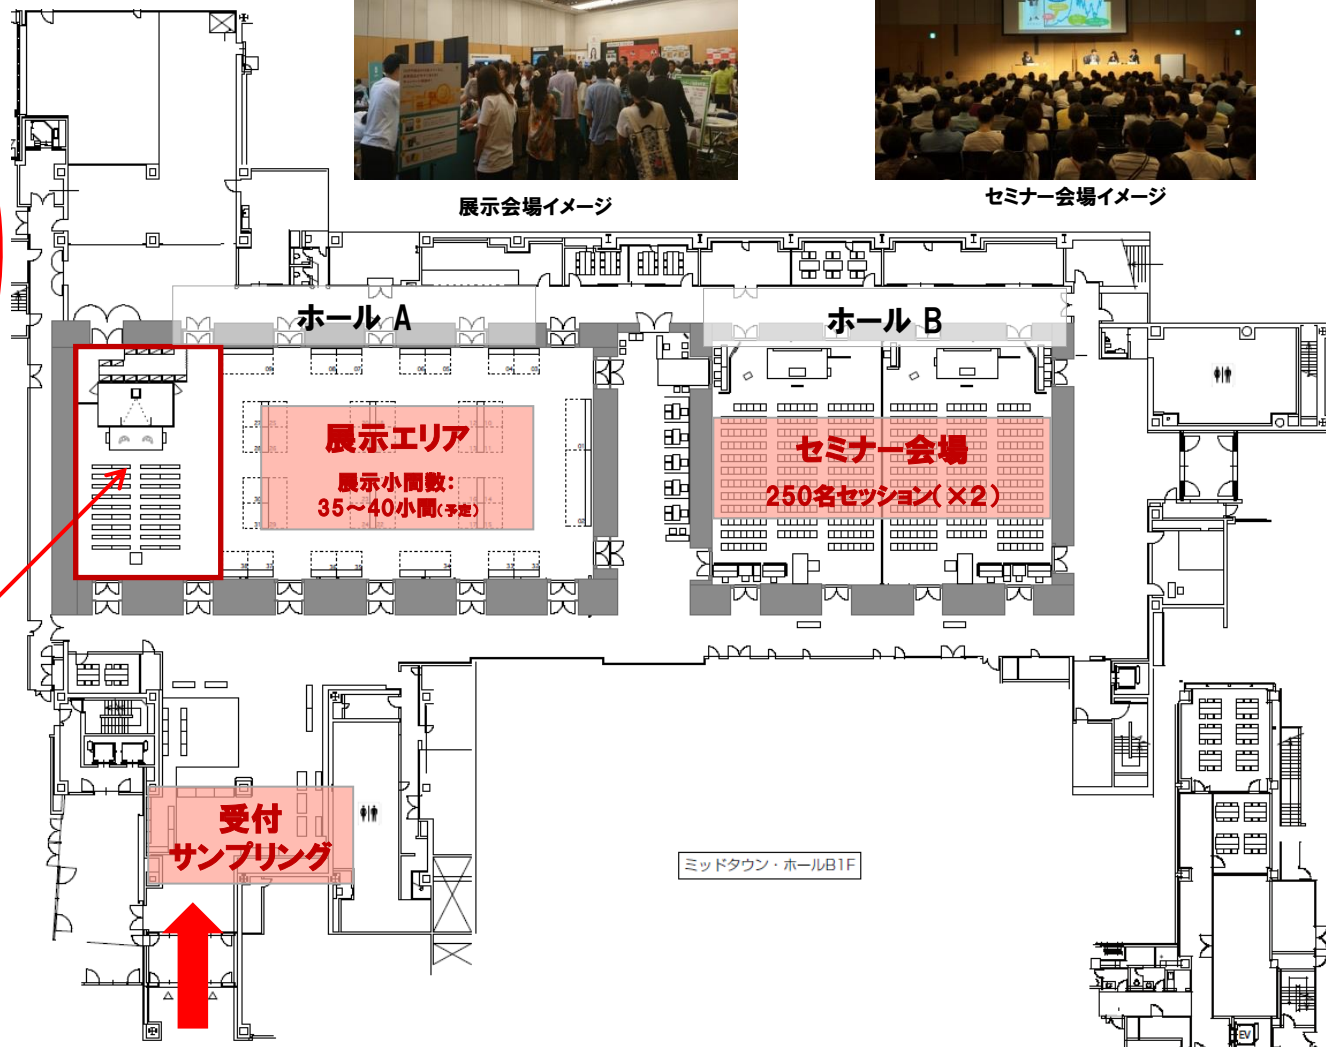 展示会場イメージ
セミナー会場イメージ
ホール A
ホール B
展示エリア
展示小間数：
35～40小間（予定）
セミナー会場
250名セッション（×2）
受付
サンプリング
ミッドタウン・ホールB1F
EV